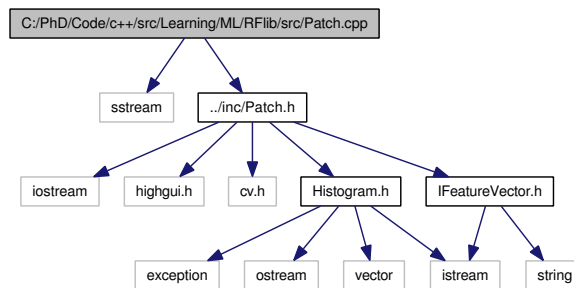 C:/PhD/Code/c++/src/Learning/ML/RFlib/src/Patch.cpp
sstream
../inc/Patch.h
iostream
highgui.h
cv.h
Histogram.h
IFeatureVector.h
exception
ostream
vector
istream
string